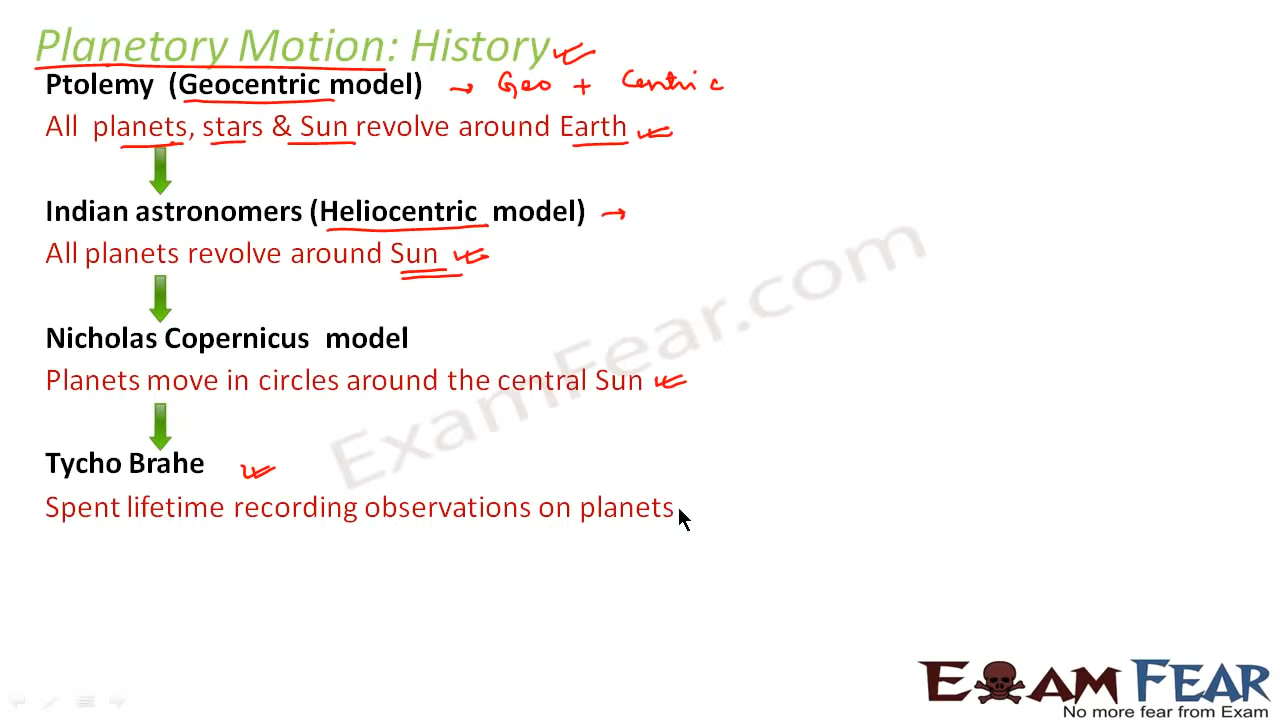 Planetory Motion: History
Ptolemy (Geocentric model) → Geo + Centric
All planets, stars & Sun revolve around Earth
Indian astronomers (Heliocentric model) →
All planets revolve around Sun
Nicholas Copernicus model
Planets move in circles around the central Sun
Tycho Brahe
Spent lifetime recording observations on planets
ExamFear.com
EXAM FEAR
No more fear from Exam